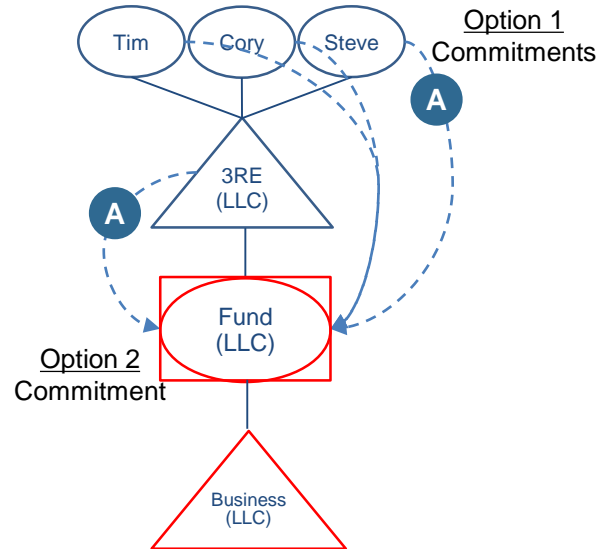 Tim
Cory
Steve
Option 1
Commitments
A
3RE
(LLC)
A
Fund
(LLC)
Option 2
Commitment
Business
(LLC)